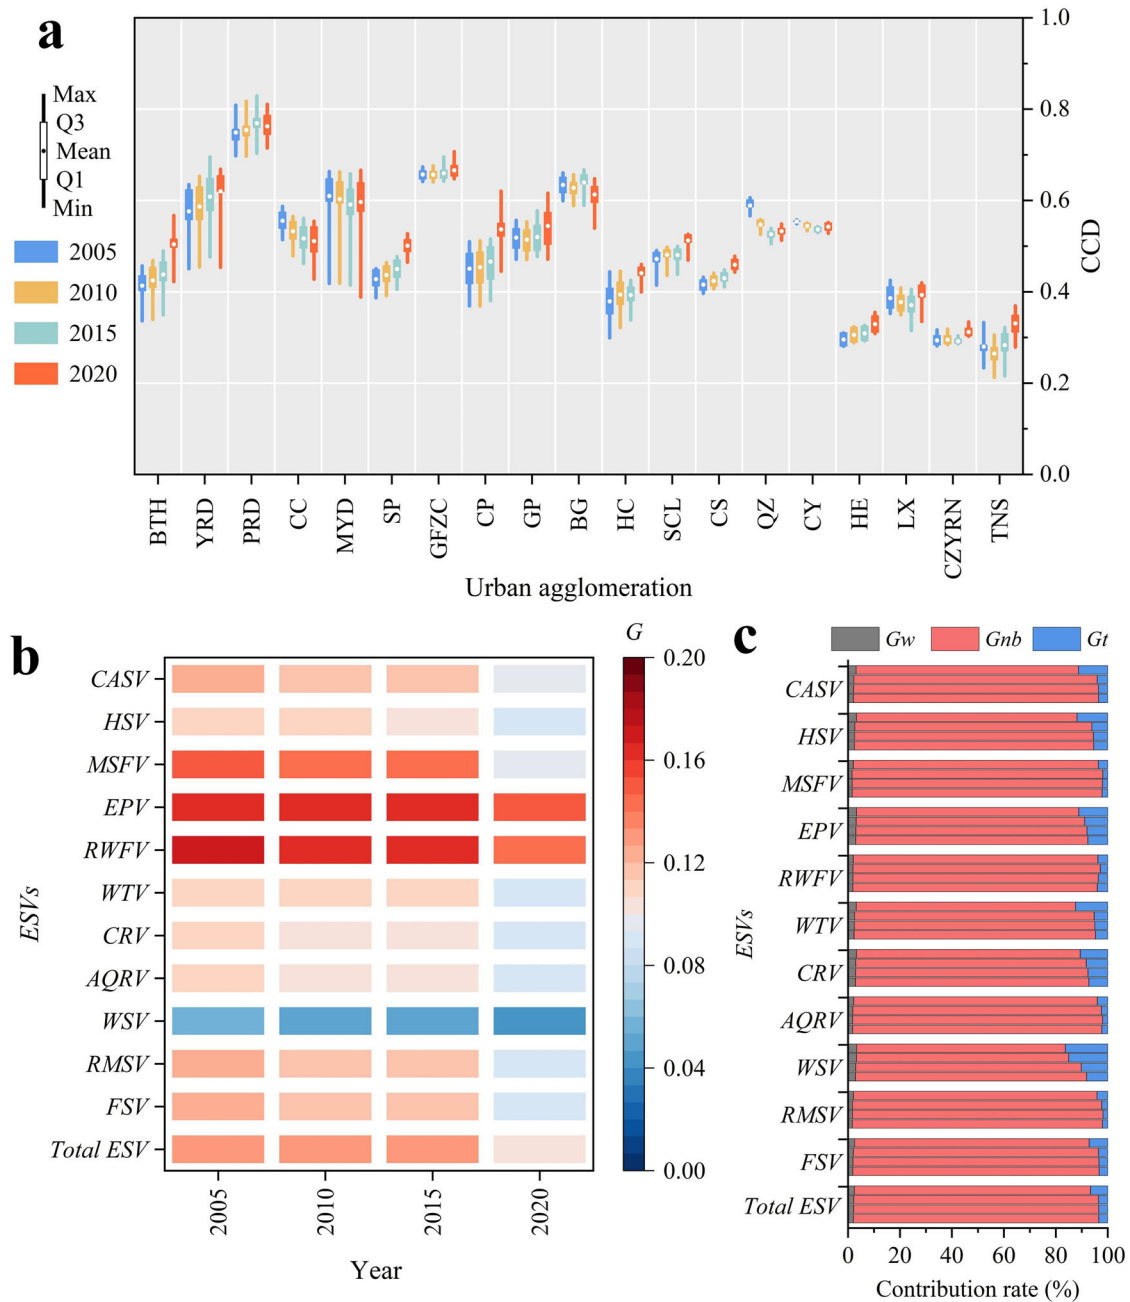 a
Max
Q3
Mean
Q1
Min
2005
2010
2015
2020
1.0
0.8
0.6
0.4
0.2
0.0
CCD
BTH
YRD
PRD
CC
MYD
SP
GFZC
CP
GP
BG
HC
SCL
CS
QZ
CY
HE
LX
CZYRN
TNS
Urban agglomeration
b
G
CASV
HSV
MSFV
EPV
RWFV
WTV
CRV
AQRV
WSV
RMSV
FSV
Total ESV
ESVs
2005
2010
2015
2020
Year
0.20
0.16
0.12
0.08
0.04
0.00
c
Gw Gnb Gt
CASV
HSV
MSFV
EPV
RWFV
WTV
CRV
AQRV
WSV
RMSV
FSV
Total ESV
ESVs
0 20 40 60 80 100
Contribution rate (%)